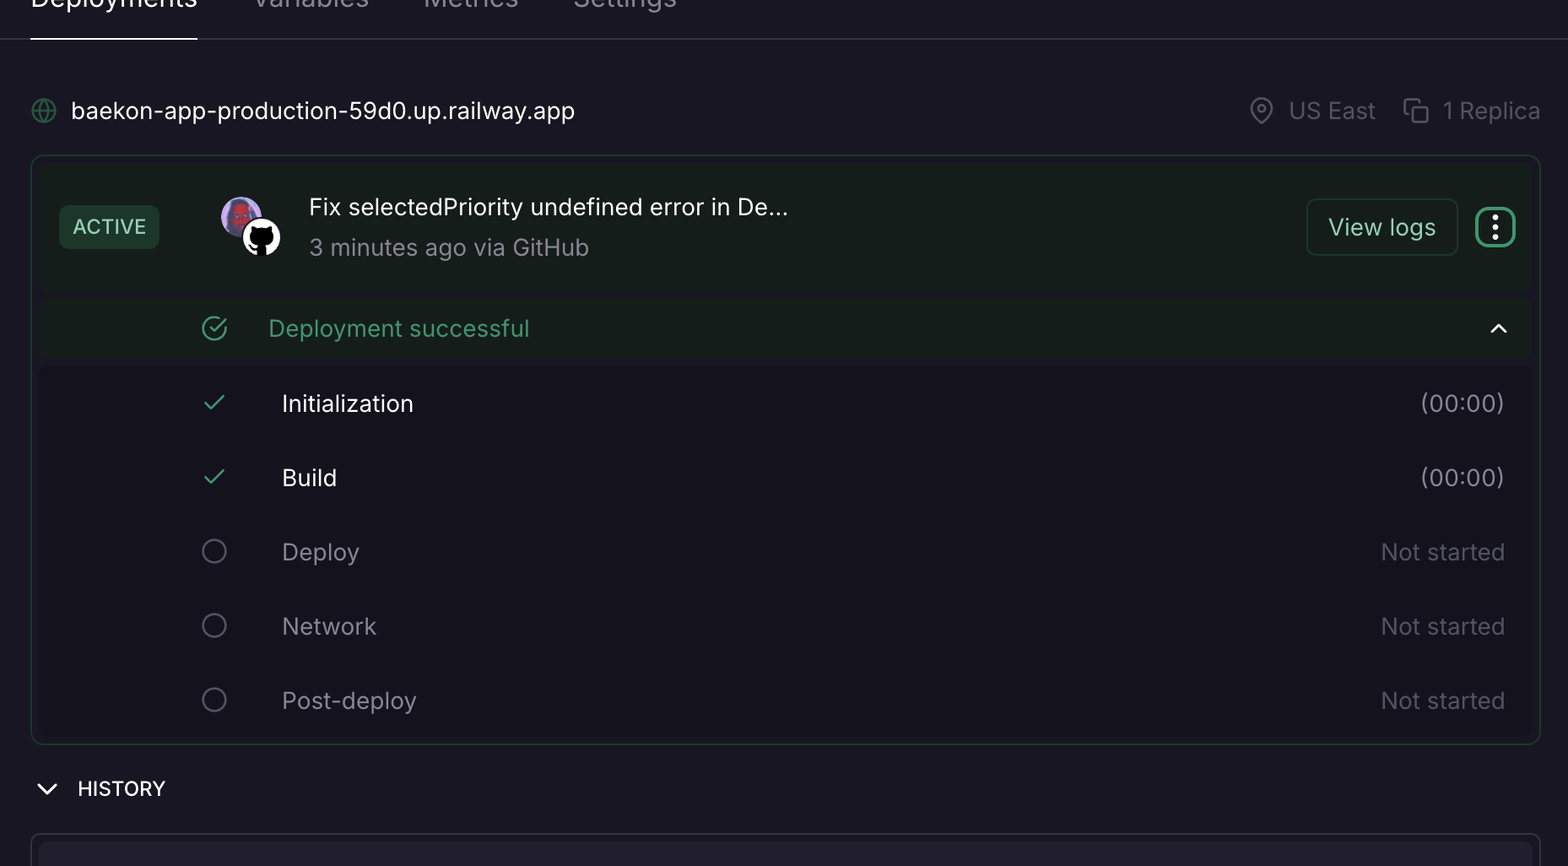 Deployments Variables Metrics Settings
baekon-app-production-59d0.up.railway.app US East 1 Replica
ACTIVE
Fix selectedPriority undefined error in De...
3 minutes ago via GitHub
View logs
Deployment successful
Initialization (00:00)
Build (00:00)
Deploy Not started
Network Not started
Post-deploy Not started
HISTORY